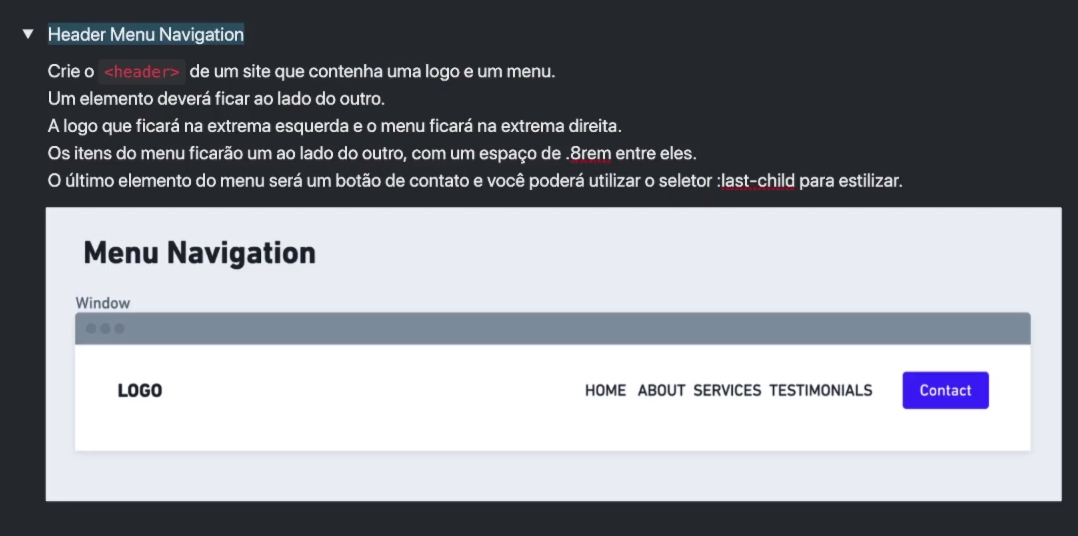 Header Menu Navigation
Crie o <header> de um site que contenha uma logo e um menu.
Um elemento deverá ficar ao lado do outro.
A logo que ficará na extrema esquerda e o menu ficará na extrema direita.
Os itens do menu ficarão um ao lado do outro, com um espaço de .8rem entre eles.
O último elemento do menu será um botão de contato e você poderá utilizar o seletor :last-child para estilizar.
Menu Navigation
Window
LOGO HOME ABOUT SERVICES TESTIMONIALS Contact